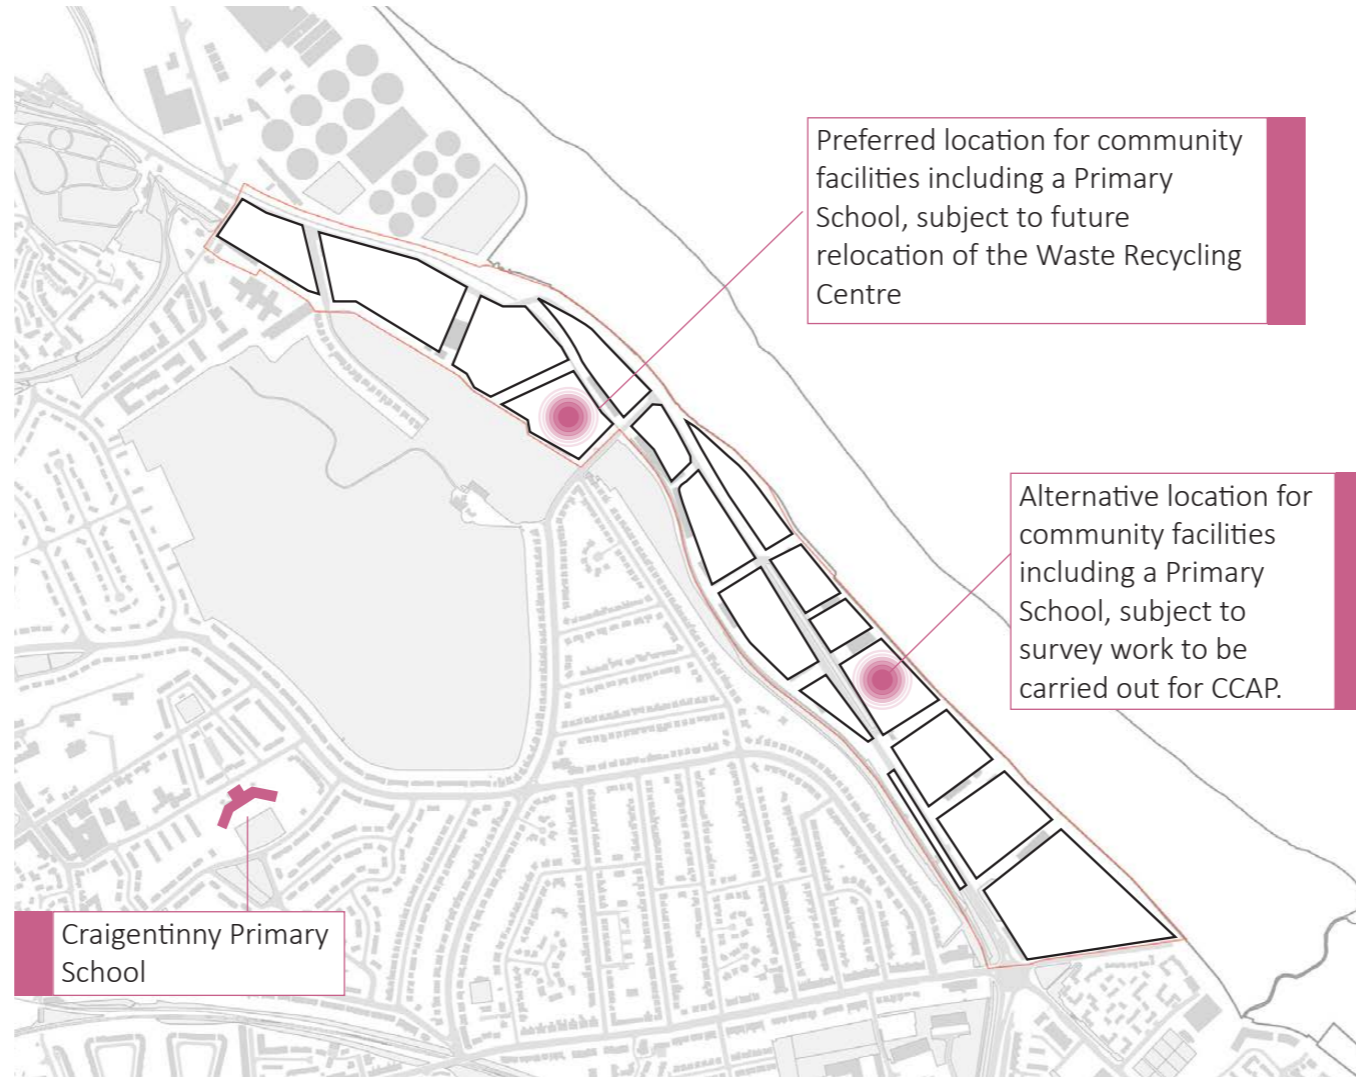 Preferred location for community
facilities including a Primary
School, subject to future
relocation of the Waste Recycling
Centre
Alternative location for
community facilities
including a Primary
School, subject to
survey work to be
carried out for CCAP.
Craigentinny Primary
School